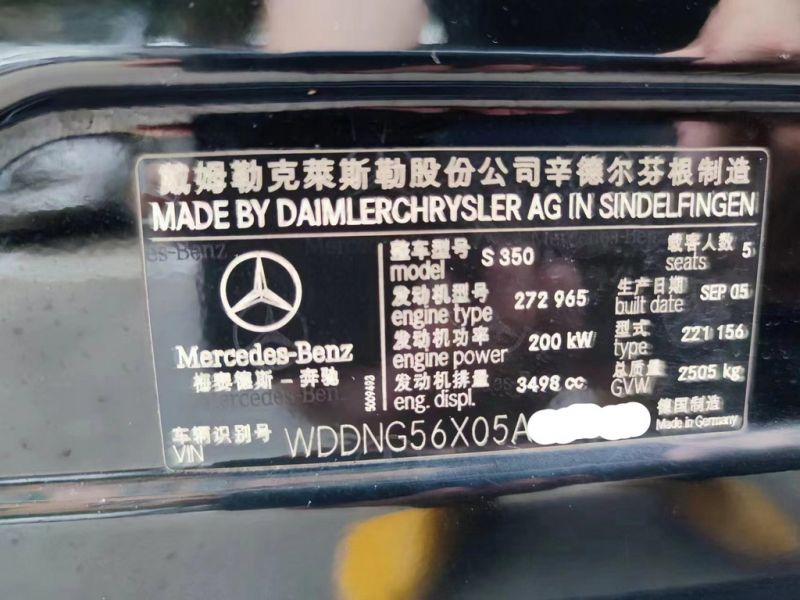 戴姆勒克莱斯勒股份公司辛德尔芬根制造
MADE BY DAIMLERCHRYSLER AG IN SINDELFINGEN
Mercedes-Benz
梅赛德斯-奔驰
整车型号 S 350 载客人数 5
model seats
发动机型号 272 965 生产日期 SEP 05
engine type built date
发动机功率 200 kW 型式 221 156
engine power type
发动机排量 3498 cc 总质量 2505 kg
eng. displ. GVW
车辆识别号 WDDNG56X05A 德国制造
VIN Made in Germany